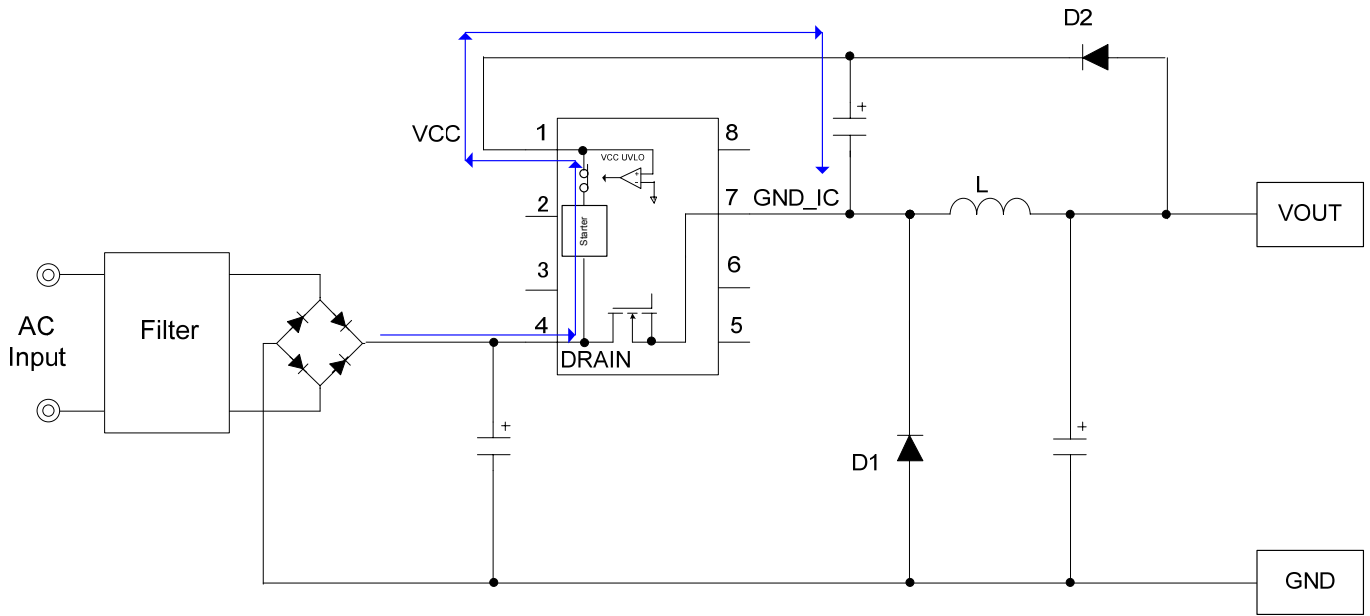 D2
VCC
1
8
VCC UVLO
+
+
-
2
7
GND_IC
L
VOUT
Starter
3
6
AC
Input
Filter
4
5
DRAIN
+
+
D1
GND